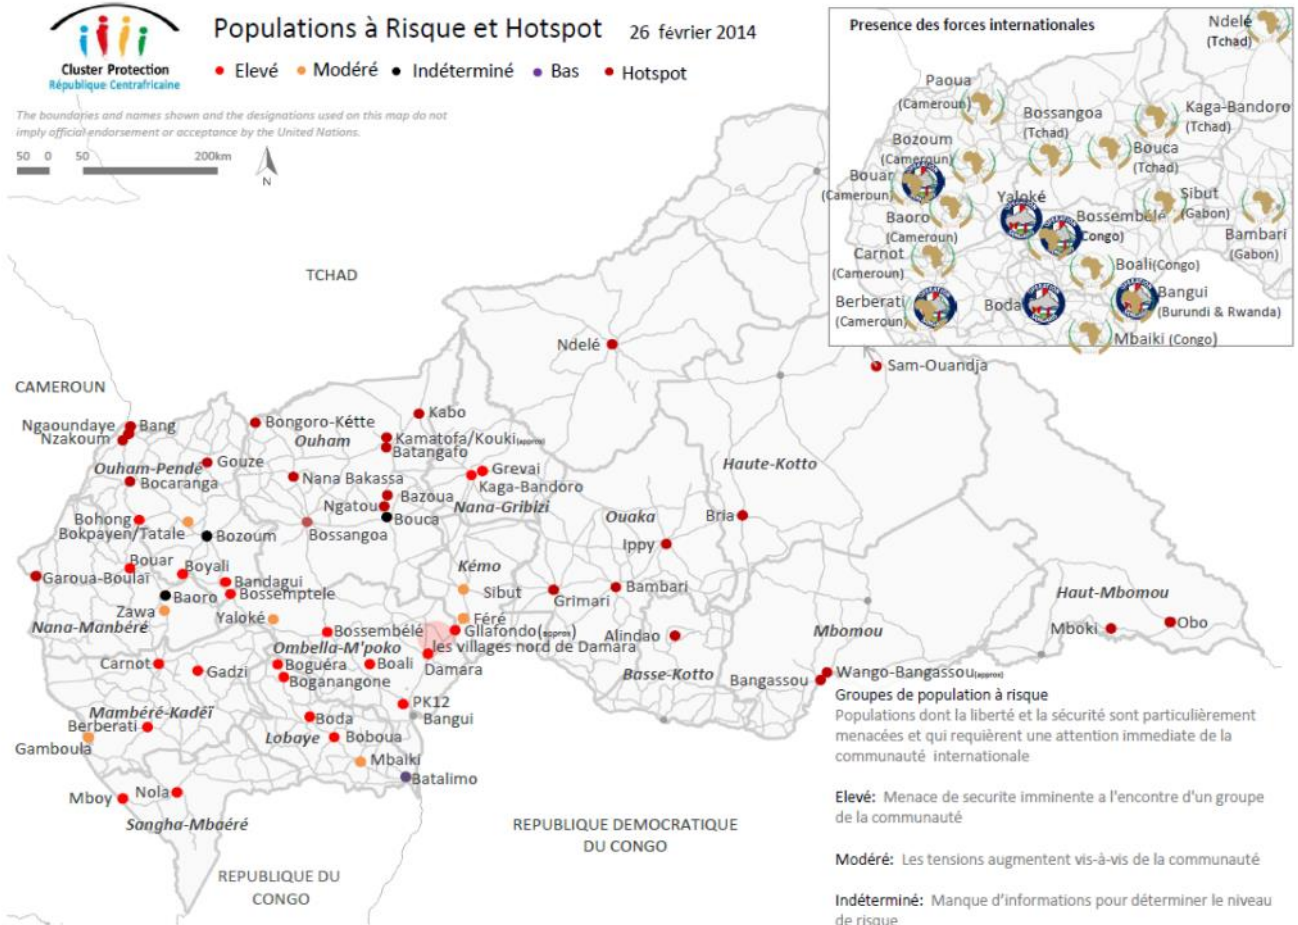 Cluster Protection
République Centrafricaine
Populations à Risque et Hotspot 26 février 2014
Elevé Modéré Indéterminé Bas Hotspot
The boundaries and names shown and the designations used on this map do not
imply official endorsement or acceptance by the United Nations.
50 0 50 200km
N
Presence des forces internationales
Ndelé
(Tchad)
Paoua
(Cameroun)
Bossangoa
(Tchad)
Kaga-Bandoro
(Tchad)
Bozoum
(Cameroun)
Bouca
(Tchad)
Bouar
(Cameroun)
Yaloké
Sibut
(Gabon)
Baoro
(Cameroun)
Bossembélé
Congo)
Bambari
(Gabon)
Carnot
(Cameroun)
Boali(Congo)
Berberati
(Cameroun)
Boda
Bangui
(Burundi & Rwanda)
Mbaiki (Congo)
TCHAD
CAMEROUN
Ndelé
Sam-Ouandja
Ngaoundaye
Bang
Nzakoum
Bongoro-Kétte
Kabo
Ouham
Kamatofa/Kouki(approx)
Batangafo
Ouham-Pendé
Gouze
Bocaranga
Nana Bakassa
Grevai
Kaga-Bandoro
Haute-Kotto
Bazoua
Ngatoua
Bouca
Nana-Gribizi
Bohong
Bokpayen/Tatale
Bozoum
Bossangoa
Ouaka
Bria
Ippy
Kémo
Bouar
Boyali
Garoua-Boulaï
Bandagui
Bossemptele
Baoro
Sibut
Grimari
Bambari
Haut-Mbomou
Zawa
Yaloké
Féré
Nana-Manbéré
Bossembélé
Gllafondo(approx)
Alindao
Mbomou
Mboki
Obo
Ombella-M'poko
les villages nord de Damara
Carnot
Gadzi
Boguéra
Boali
Damara
Basse-Kotto
Boganangone
Bangassou
Wango-Bangassou(approx)
PK12
Bangui
Mambéré-Kadéï
Berberati
Boda
Lobaye
Boboua
Gamboula
Mbaiki
Batalimo
Mboy
Nola
Sangha-Mbaéré
REPUBLIQUE DEMOCRATIQUE
DU CONGO
REPUBLIQUE DU
CONGO
Groupes de population à risque
Populations dont la liberté et la sécurité sont particulièrement
menacées et qui requièrent une attention immediate de la
communauté internationale
Elevé: Menace de securite imminente a l'encontre d'un groupe
de la communauté
Modéré: Les tensions augmentent vis-à-vis de la communauté
Indéterminé: Manque d'informations pour déterminer le niveau
de risque